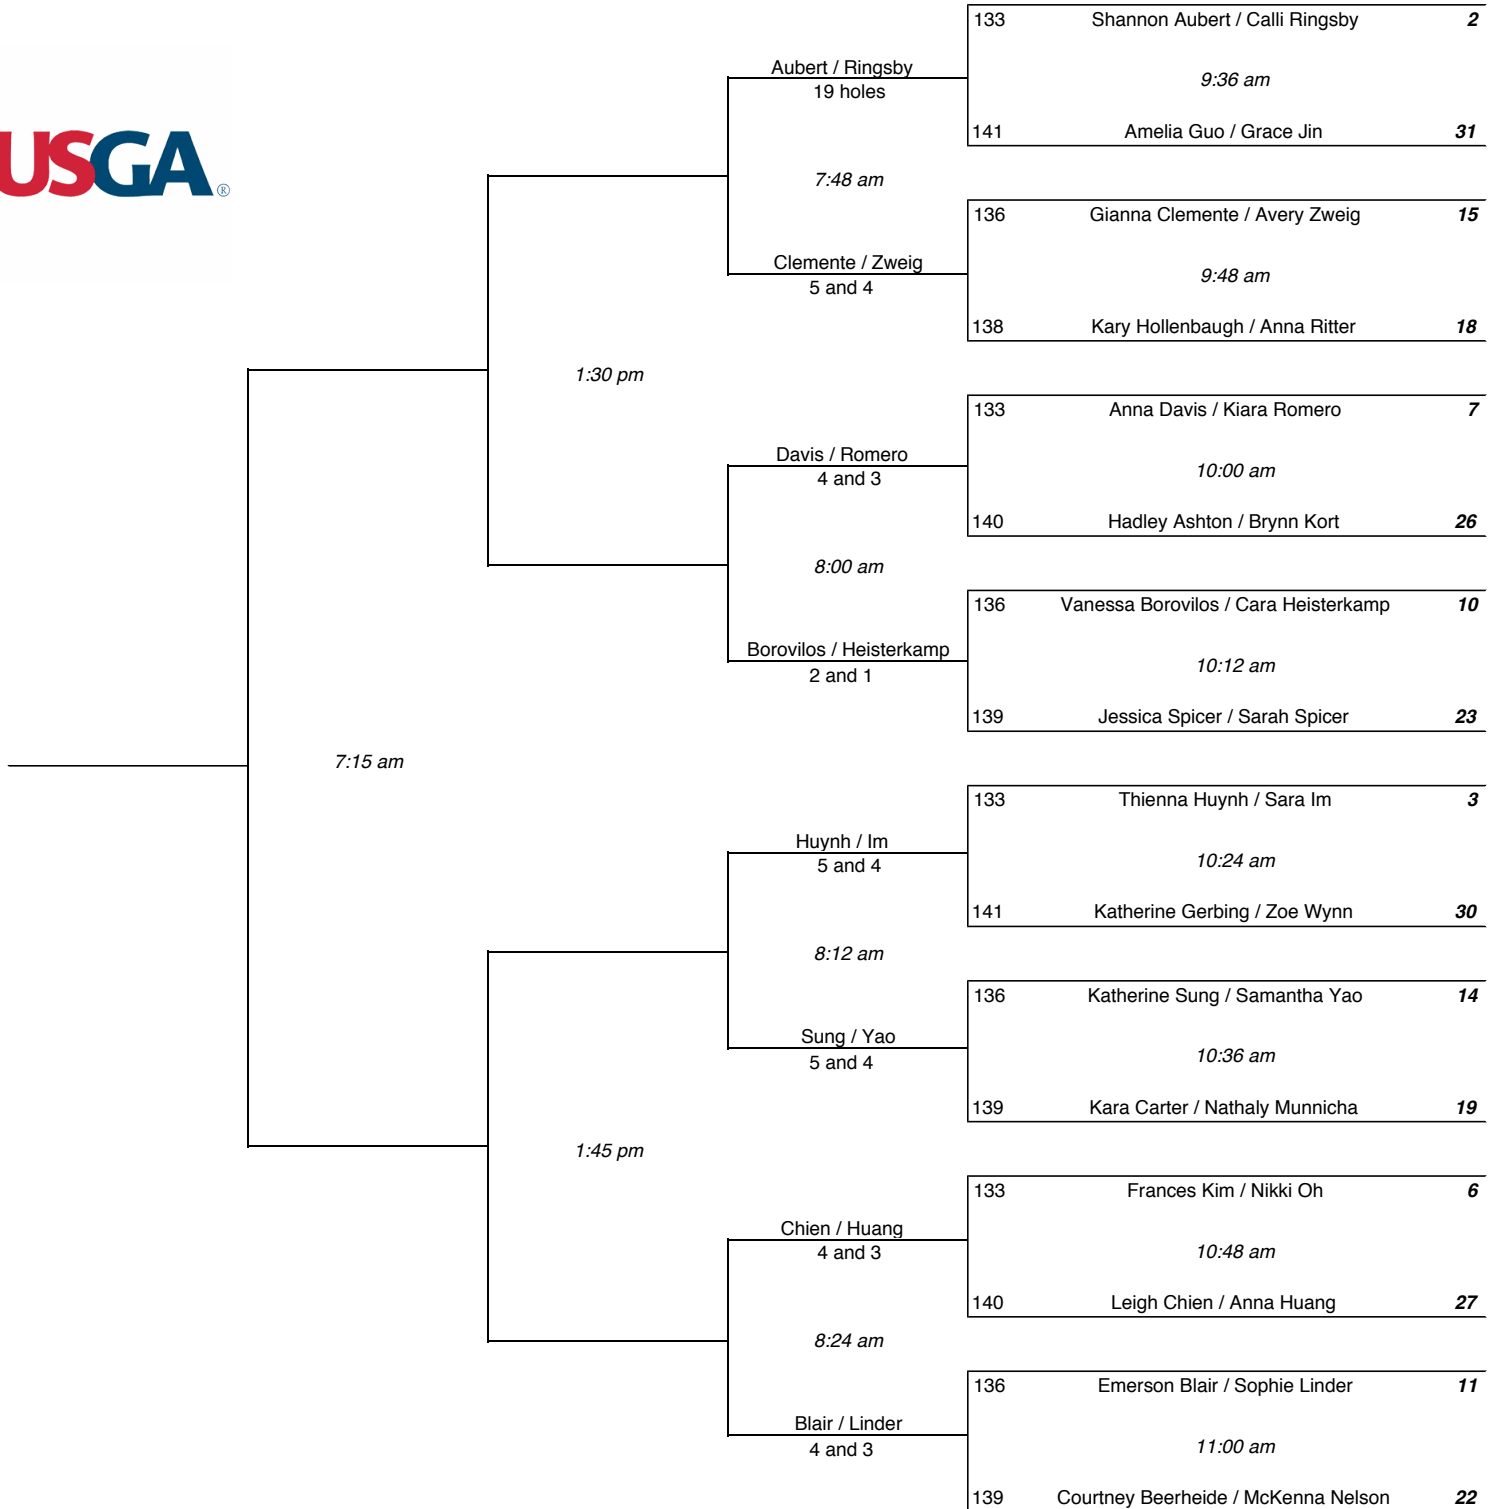 133 Shannon Aubert / Calli Ringsby 2
Aubert / Ringsby
9:36 am
19 holes
141 Amelia Guo / Grace Jin 31
USGA®
7:48 am
136 Gianna Clemente / Avery Zweig 15
Clemente / Zweig
9:48 am
5 and 4
138 Kary Hollenbaugh / Anna Ritter 18
1:30 pm
133 Anna Davis / Kiara Romero 7
Davis / Romero
10:00 am
4 and 3
140 Hadley Ashton / Brynn Kort 26
8:00 am
136 Vanessa Borovilos / Cara Heisterkamp 10
Borovilos / Heisterkamp
10:12 am
2 and 1
139 Jessica Spicer / Sarah Spicer 23
7:15 am
133 Thienna Huynh / Sara Im 3
Huynh / Im
10:24 am
5 and 4
141 Katherine Gerbing / Zoe Wynn 30
8:12 am
136 Katherine Sung / Samantha Yao 14
Sung / Yao
10:36 am
5 and 4
139 Kara Carter / Nathaly Munnicha 19
1:45 pm
133 Frances Kim / Nikki Oh 6
Chien / Huang
10:48 am
4 and 3
140 Leigh Chien / Anna Huang 27
8:24 am
136 Emerson Blair / Sophie Linder 11
Blair / Linder
11:00 am
4 and 3
139 Courtney Beerheide / McKenna Nelson 22